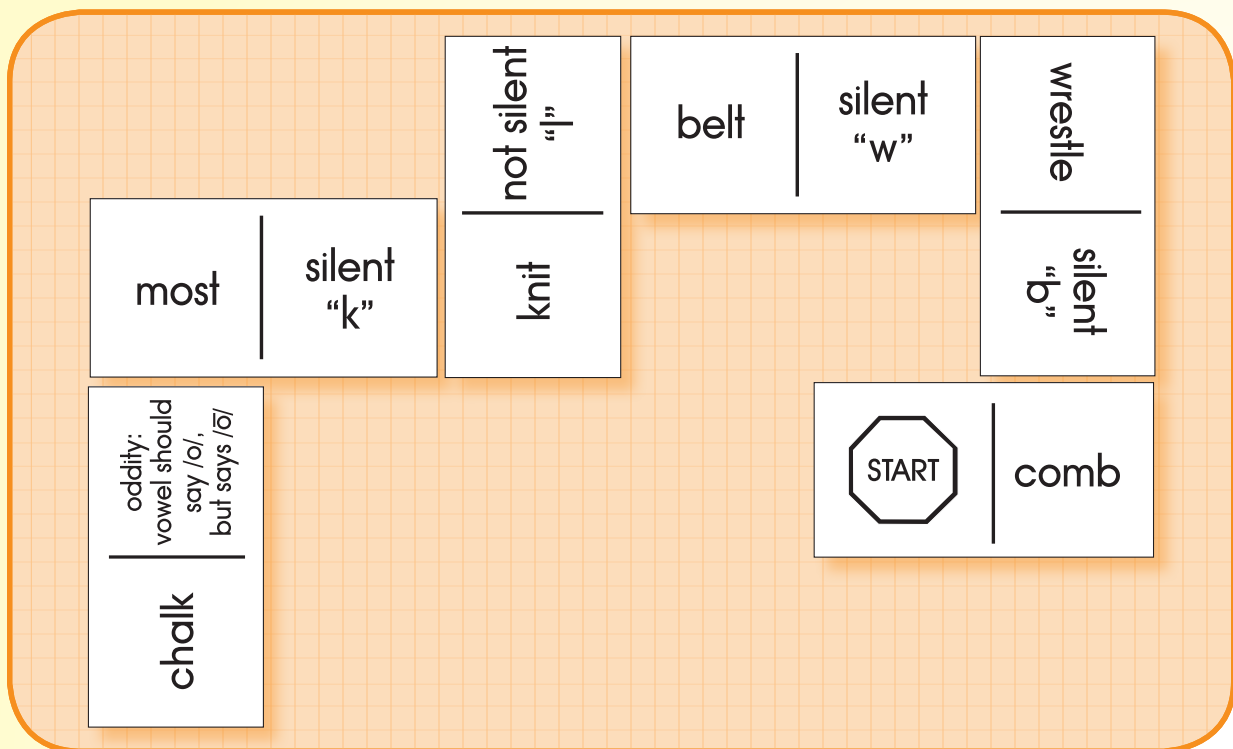 not silent
“l”
knit
belt
silent
“w”
wrestle
silent
“b”
most
silent
“k”
oddity:
vowel should
say /o/,
but says /ō/
chalk
START
comb